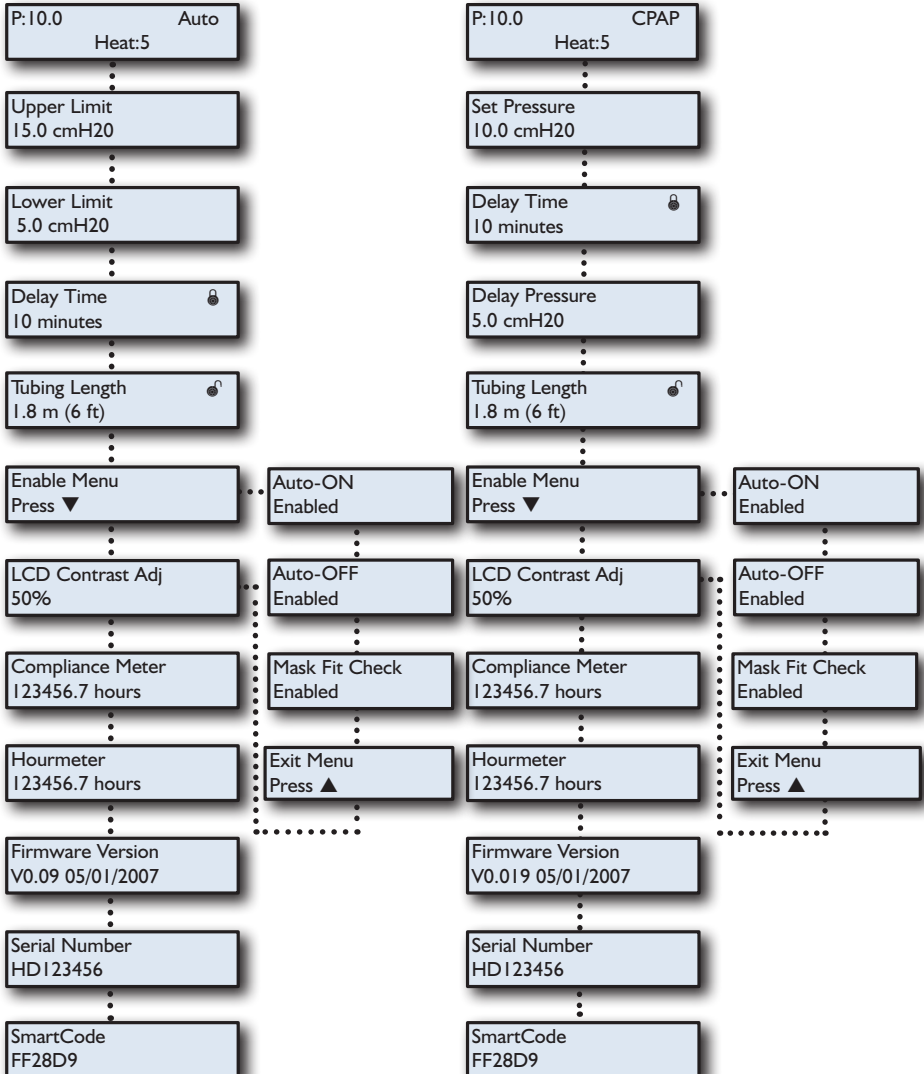 P:10.0 Auto
Heat:5
Upper Limit
15.0 cmH20
Lower Limit
5.0 cmH20
Delay Time
10 minutes
Tubing Length
1.8 m (6 ft)
Enable Menu
Press ▼
Auto-ON
Enabled
Auto-OFF
Enabled
Mask Fit Check
Enabled
Exit Menu
Press ▲
LCD Contrast Adj
50%
Compliance Meter
123456.7 hours
Hourmeter
123456.7 hours
Firmware Version
V0.09 05/01/2007
Serial Number
HD123456
SmartCode
FF28D9
P:10.0 CPAP
Heat:5
Set Pressure
10.0 cmH20
Delay Time
10 minutes
Delay Pressure
5.0 cmH20
Tubing Length
1.8 m (6 ft)
Enable Menu
Press ▼
Auto-ON
Enabled
Auto-OFF
Enabled
Mask Fit Check
Enabled
Exit Menu
Press ▲
LCD Contrast Adj
50%
Compliance Meter
123456.7 hours
Hourmeter
123456.7 hours
Firmware Version
V0.019 05/01/2007
Serial Number
HD123456
SmartCode
FF28D9